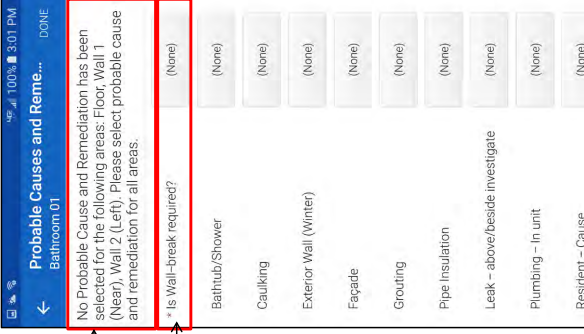 4G 100% 3:01 PM
Probable Causes and Reme...
DONE
Bathroom 01
No Probable Cause and Remediation has been
selected for the following areas: Floor, Wall 1
(Near), Wall 2 (Left). Please select probable cause
and remediation for all areas.
* Is Wall-break required? (None)
Bathtub/Shower (None)
Caulking (None)
Exterior Wall (Winter) (None)
Façade (None)
Grouting (None)
Pipe Insulation (None)
Leak – above/beside investigate (None)
Plumbing – In unit (None)
Resident – Cause (None)